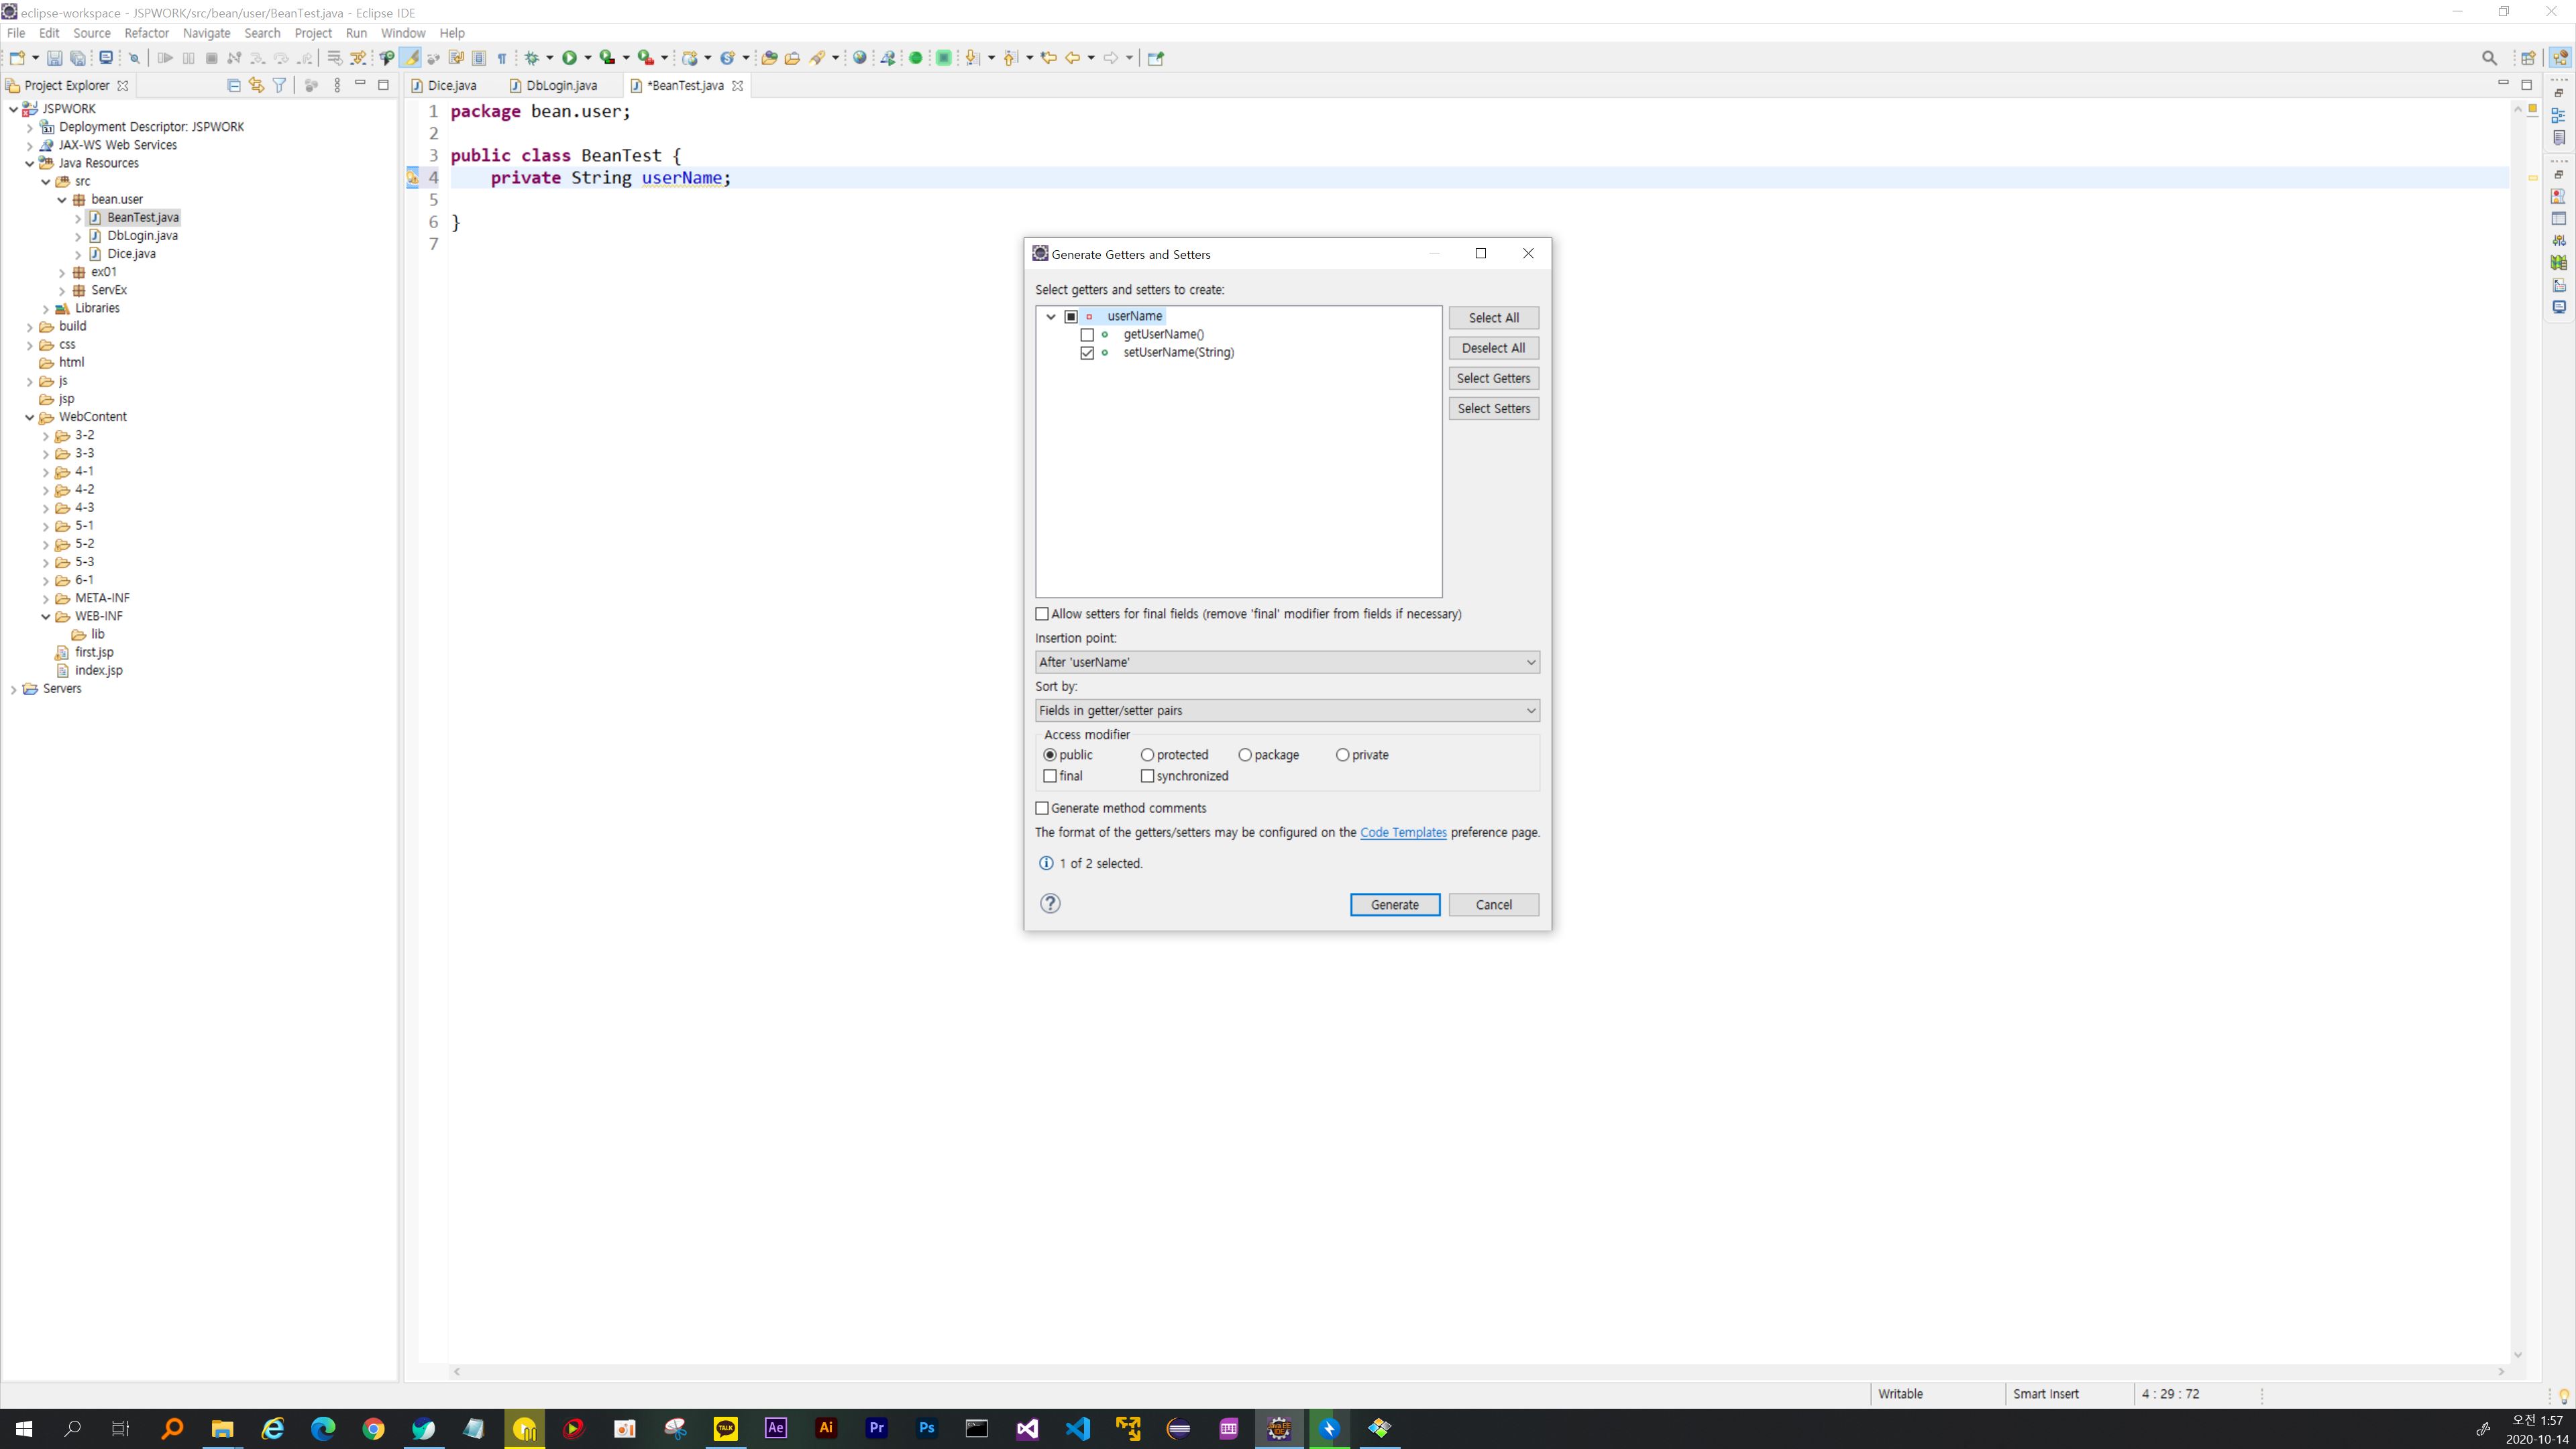 eclipse-workspace - JSPWORK/src/bean/user/BeanTest.java - Eclipse IDE
File Edit Source Refactor Navigate Search Project Run Window Help
Project Explorer
JSPWORK
Deployment Descriptor: JSPWORK
JAX-WS Web Services
Java Resources
src
bean.user
BeanTest.java
DbLogin.java
Dice.java
ex01
ServEx
Libraries
build
css
html
js
jsp
WebContent
3-2
3-3
4-1
4-2
4-3
5-1
5-2
5-3
6-1
META-INF
WEB-INF
lib
first.jsp
index.jsp
Servers
Dice.java DbLogin.java *BeanTest.java
1 package bean.user;
2
3 public class BeanTest {
4 private String userName;
5
6 }
7
Generate Getters and Setters
Select getters and setters to create:
userName
getUserName()
setUserName(String)
Select All
Deselect All
Select Getters
Select Setters
Allow setters for final fields (remove 'final' modifier from fields if necessary)
Insertion point:
After 'userName'
Sort by:
Fields in getter/setter pairs
Access modifier
public protected package private
final synchronized
Generate method comments
The format of the getters/setters may be configured on the Code Templates preference page.
1 of 2 selected.
Generate Cancel
Writable Smart Insert 4 : 29 : 72
TALK Ae Ai Pr Ps
오전 1:57
2020-10-14